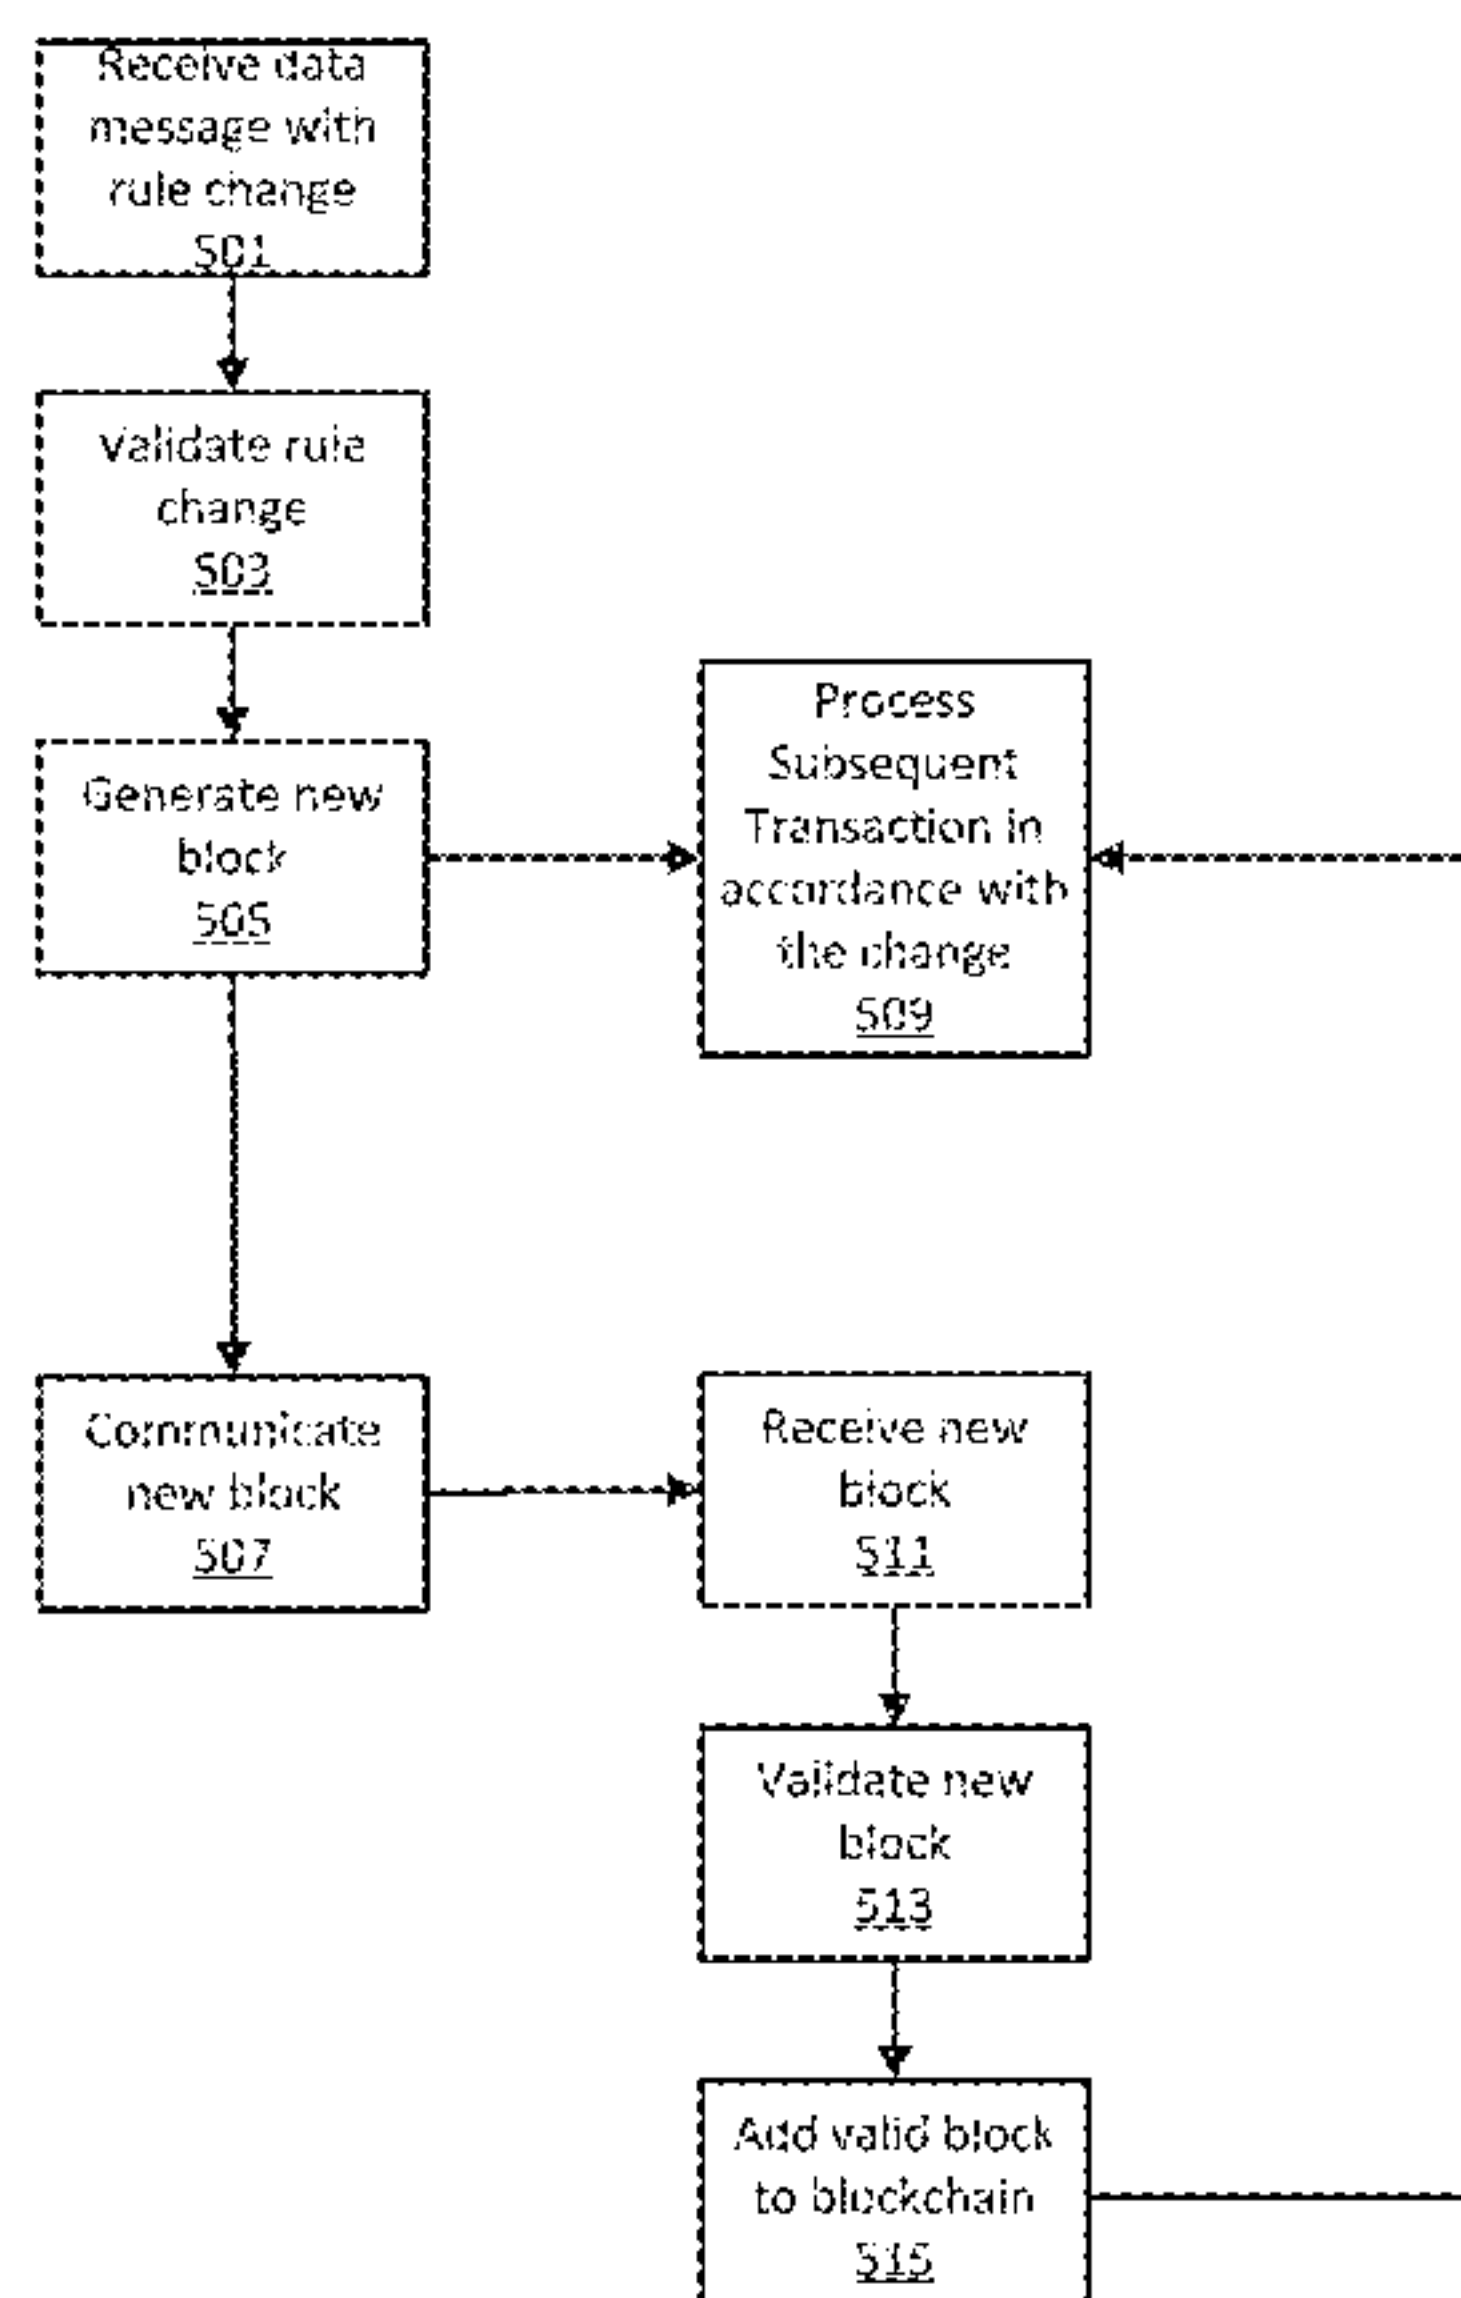 Receive data
message with
rule change
501
Validate rule
change
503
Generate new
block
505
Process
Subsequent
Transaction in
accordance with
the change
509
Communicate
new block
507
Receive new
block
511
Validate new
block
513
Add valid block
to blockchain
515